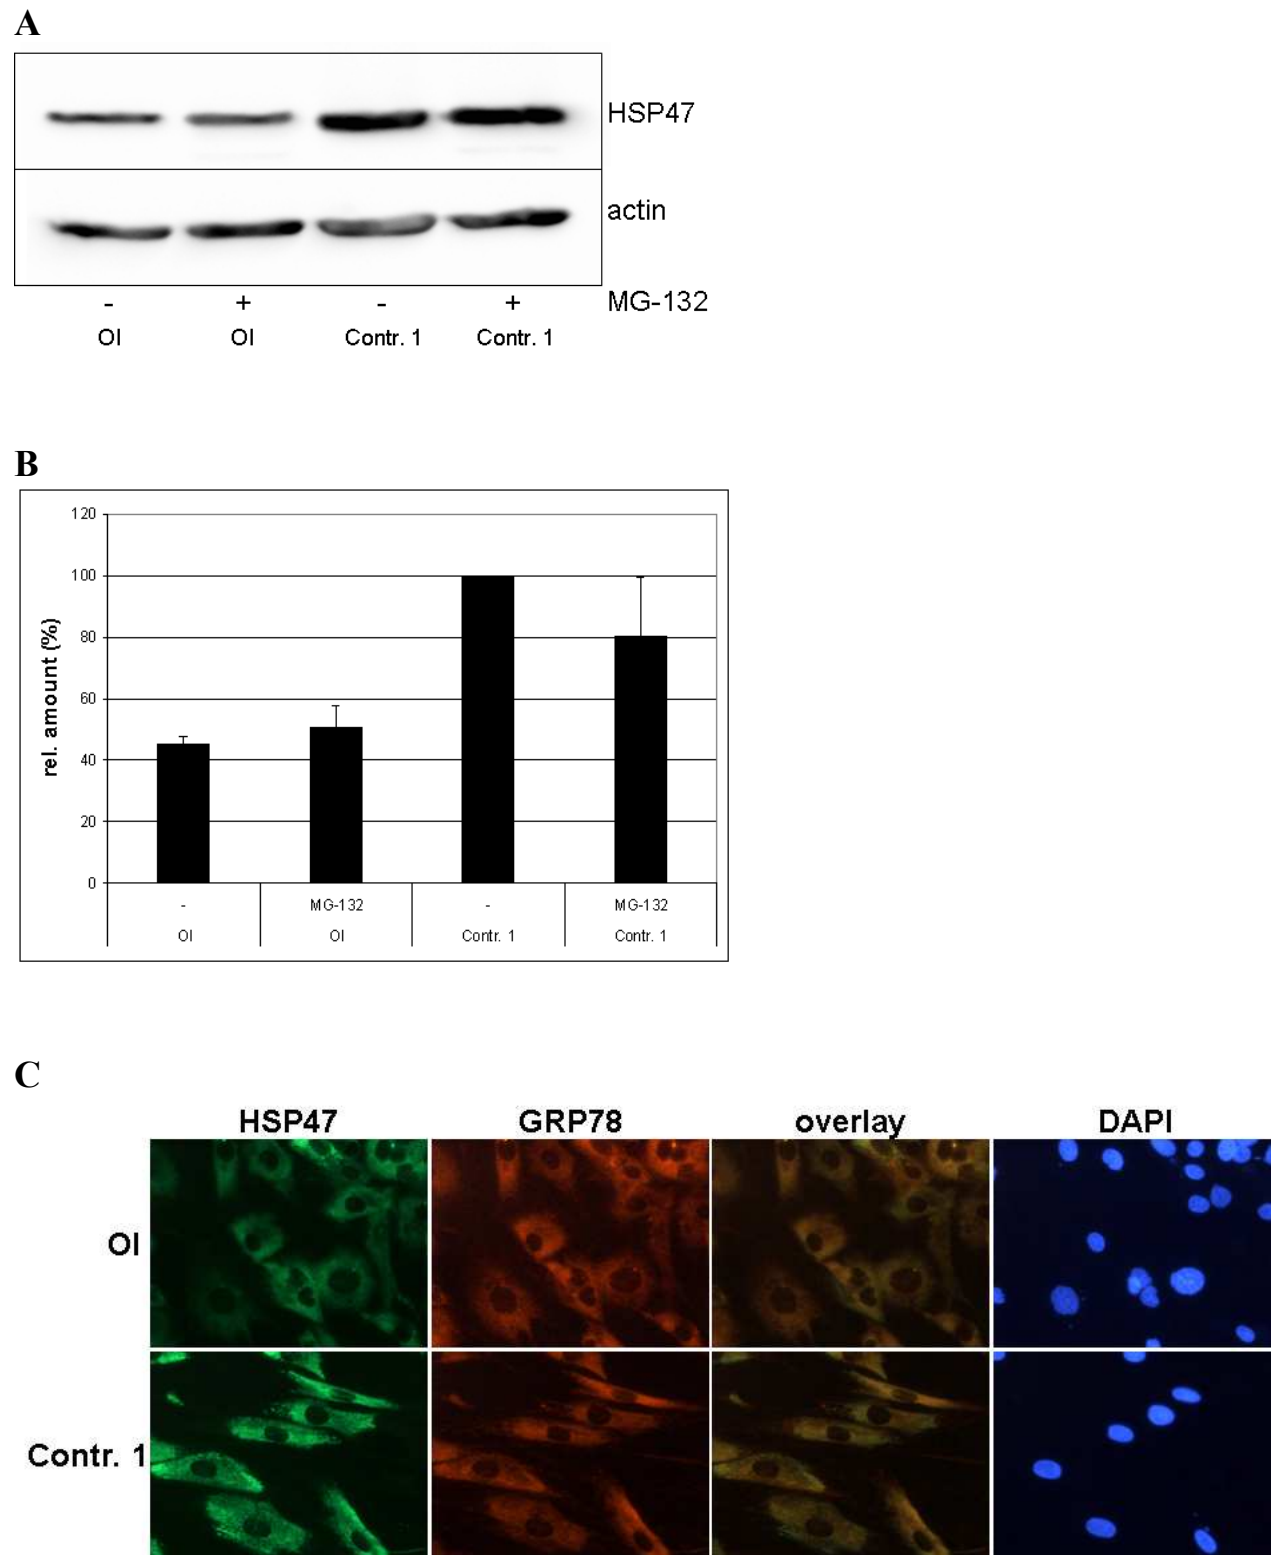 A
HSP47
actin
- + - + MG-132
OI OI Contr. 1 Contr. 1
B
120
100
80
60
40
20
0
rel. amount (%)
- MG-132 - MG-132
OI OI Contr. 1 Contr. 1
C
HSP47 GRP78 overlay DAPI
OI
Contr. 1